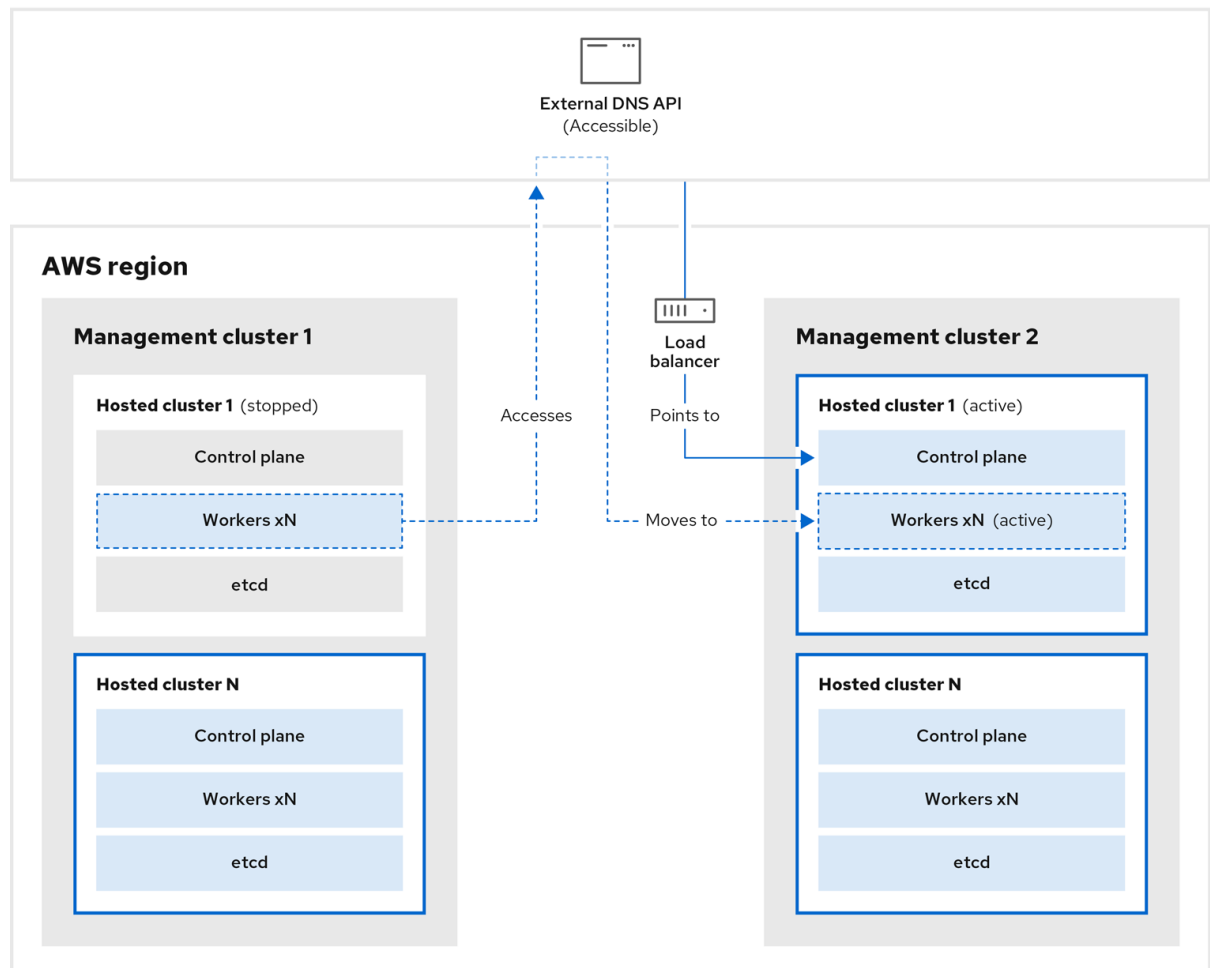 External DNS API
(Accessible)
AWS region
Management cluster 1
Hosted cluster 1 (stopped)
Control plane
Workers xN
etcd
Hosted cluster N
Control plane
Workers xN
etcd
Accesses
Load
balancer
Points to
Moves to
Management cluster 2
Hosted cluster 1 (active)
Control plane
Workers xN (active)
etcd
Hosted cluster N
Control plane
Workers xN
etcd